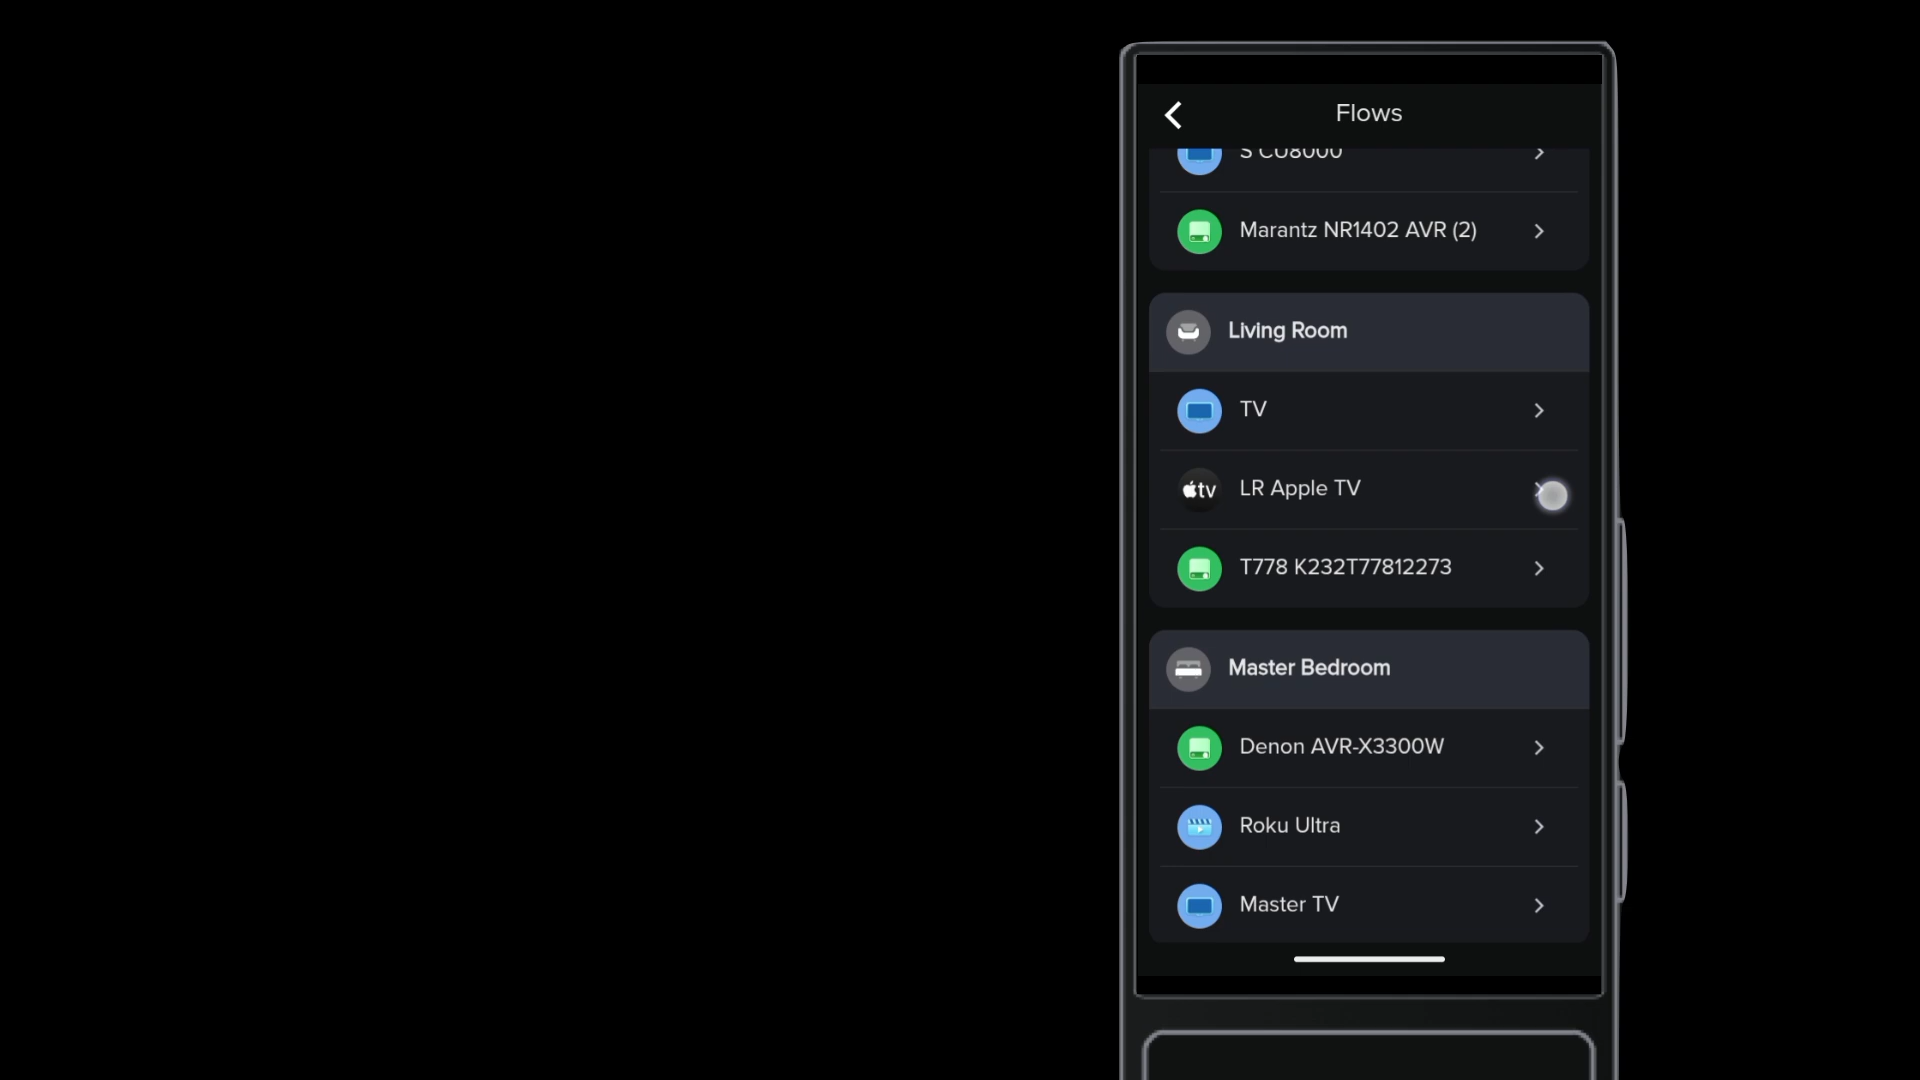 Flows
S CU8000
Marantz NR1402 AVR (2)
Living Room
TV
tv LR Apple TV
T778 K232T77812273
Master Bedroom
Denon AVR-X3300W
Roku Ultra
Master TV